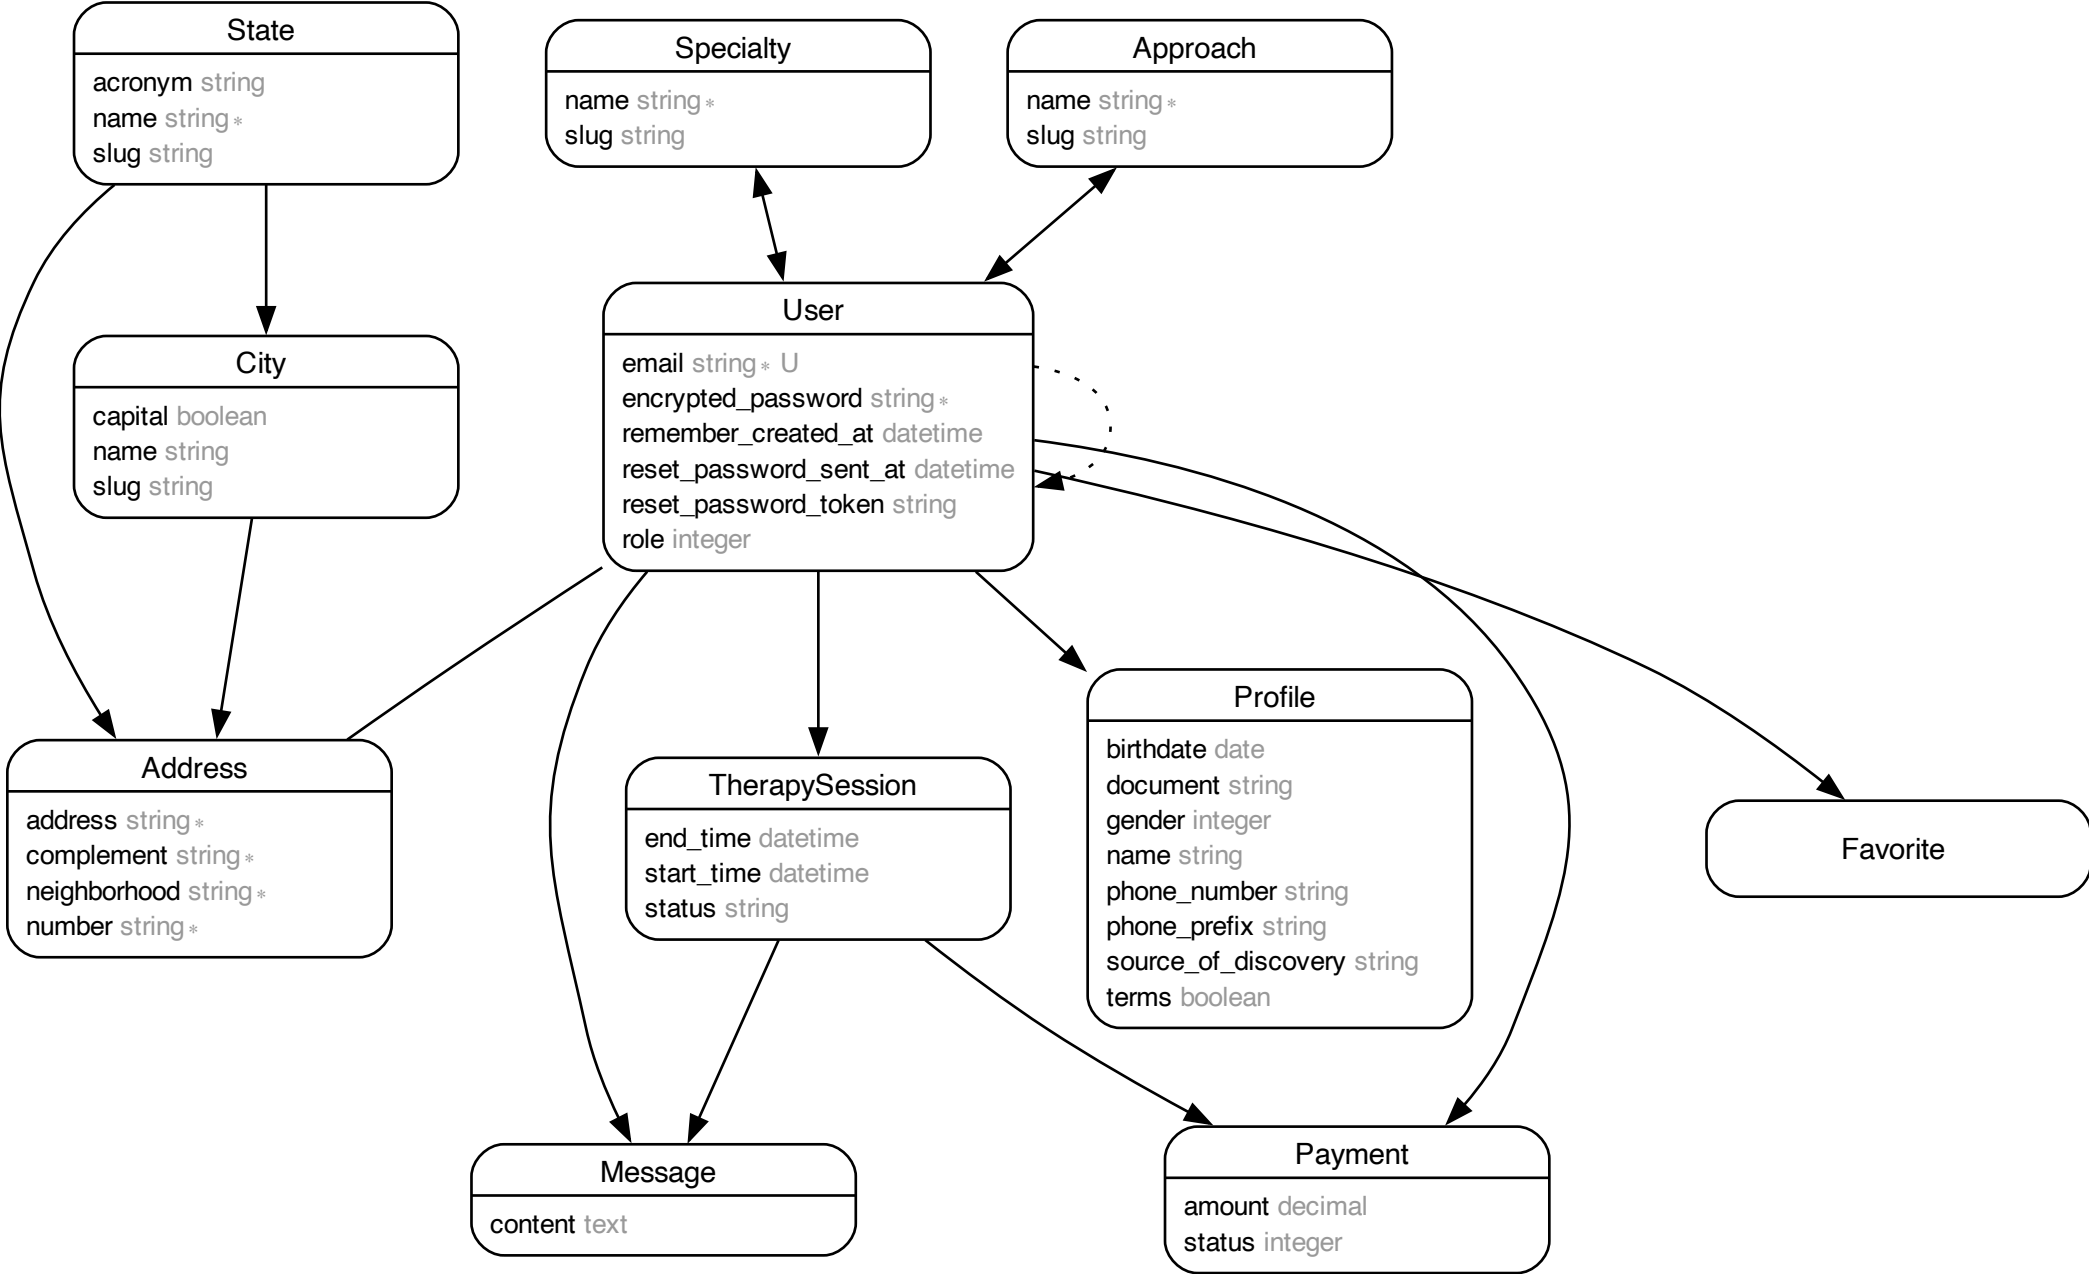 State
acronym string
name string*
slug string
Specialty
name string*
slug string
Approach
name string*
slug string
City
capital boolean
name string
slug string
User
email string* U
encrypted_password string*
remember_created_at datetime
reset_password_sent_at datetime
reset_password_token string
role integer
Address
address string*
complement string*
neighborhood string*
number string*
TherapySession
end_time datetime
start_time datetime
status string
Profile
birthdate date
document string
gender integer
name string
phone_number string
phone_prefix string
source_of_discovery string
terms boolean
Favorite
Message
content text
Payment
amount decimal
status integer